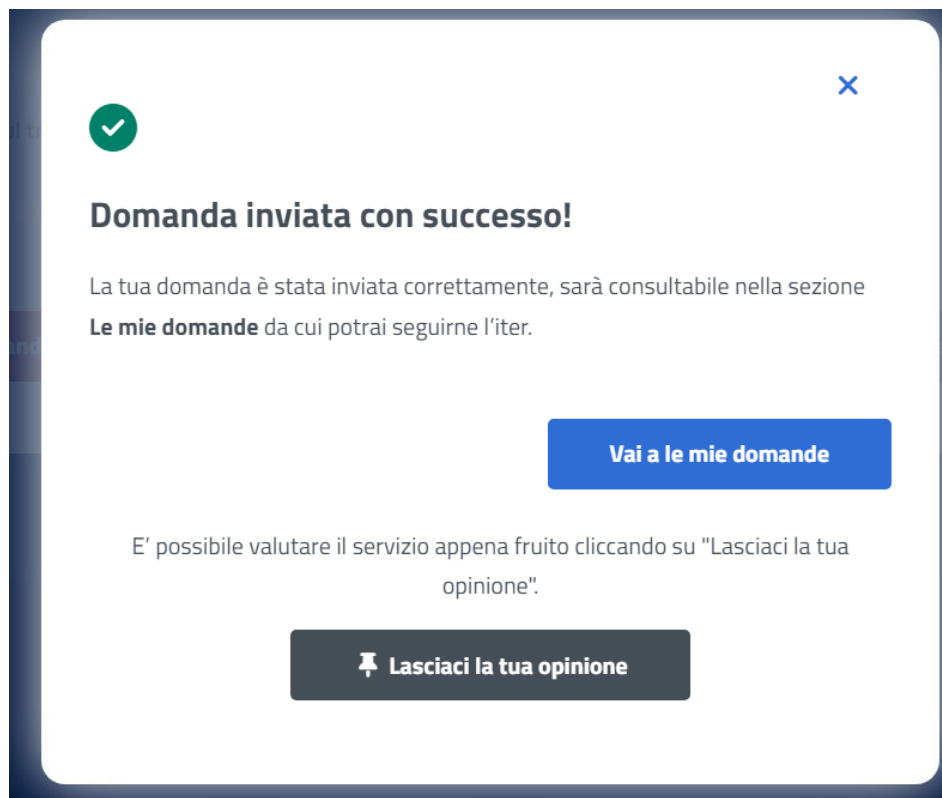 Domanda inviata con successo!
La tua domanda è stata inviata correttamente, sarà consultabile nella sezione
Le mie domande da cui potrai seguirne l’iter.
Vai a le mie domande
E’ possibile valutare il servizio appena fruito cliccando su "Lasciaci la tua
opinione".
Lasciaci la tua opinione